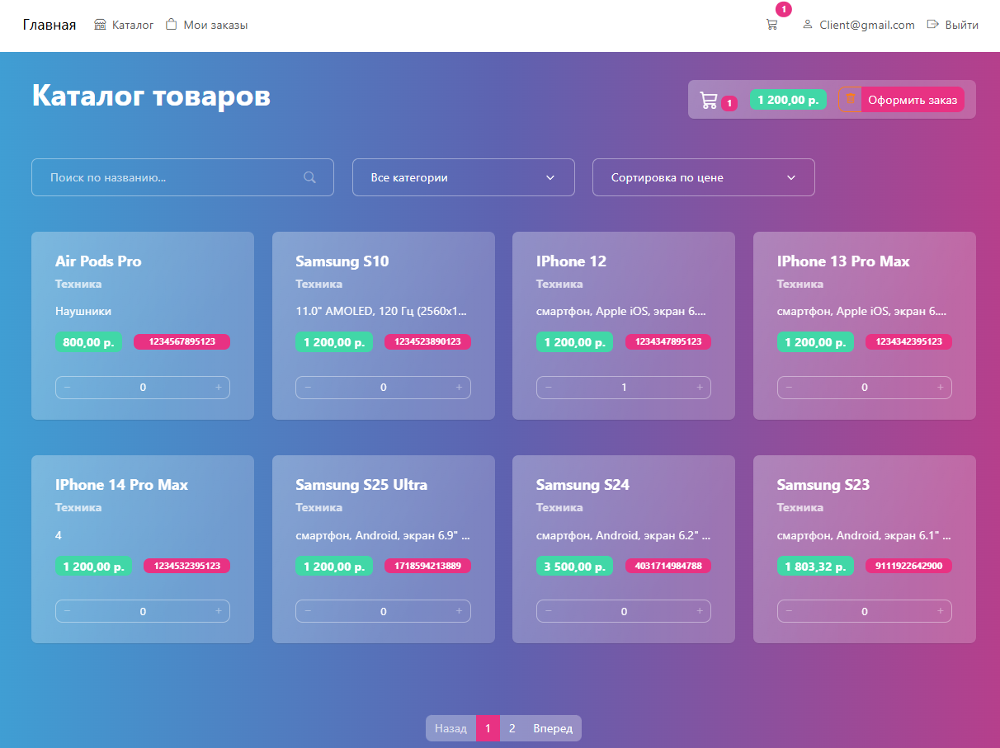 Главная Каталог Мои заказы 1 Client@gmail.com Выйти
Каталог товаров 1 1 200,00 р. Оформить заказ
Поиск по названию... Все категории Сортировка по цене
Air Pods Pro
Техника
Наушники
800,00 р. 1234567895123
− 0 +
Samsung S10
Техника
11.0" AMOLED, 120 Гц (2560x1...
1 200,00 р. 1234523890123
− 0 +
IPhone 12
Техника
смартфон, Apple iOS, экран 6....
1 200,00 р. 1234347895123
− 1 +
IPhone 13 Pro Max
Техника
смартфон, Apple iOS, экран 6....
1 200,00 р. 1234342395123
− 0 +
IPhone 14 Pro Max
Техника
4
1 200,00 р. 1234532395123
− 0 +
Samsung S25 Ultra
Техника
смартфон, Android, экран 6.9" ...
1 200,00 р. 1718594213889
− 0 +
Samsung S24
Техника
смартфон, Android, экран 6.2" ...
3 500,00 р. 4031714984788
− 0 +
Samsung S23
Техника
смартфон, Android, экран 6.1" ...
1 803,32 р. 9111922642900
− 0 +
Назад 1 2 Вперед